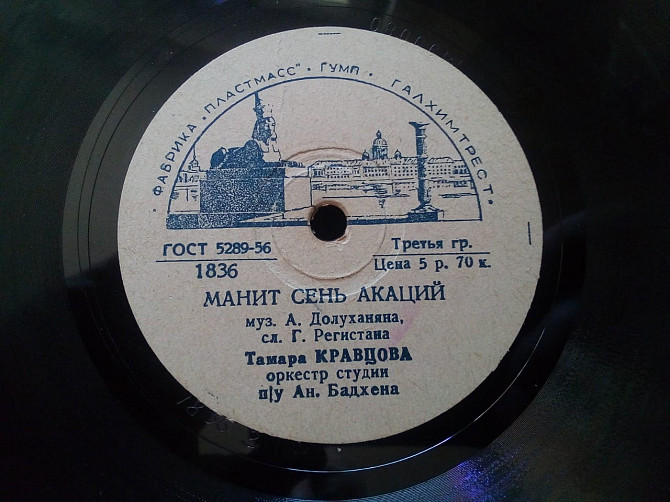 • ФАБРИКА „ПЛАСТМАСС" • ГУМП • ГАЛХИМТРЕСТ •
ГОСТ 5289-56
1836
Третья гр.
Цена 5 р. 70 к.
МАНИТ СЕНЬ АКАЦИЙ
муз. А. Долуханяна,
сл. Г. Регистана
Тамара КРАВЦОВА
оркестр студии
п/у Ан. Бадхена